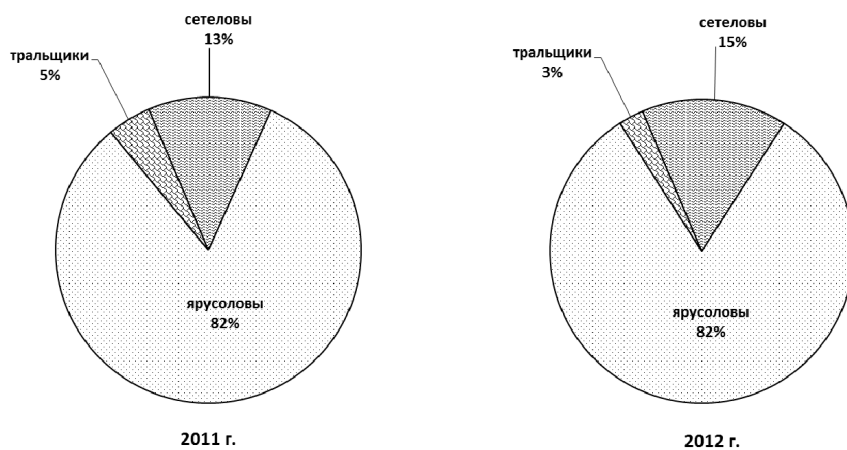 сетеловы
13%
тральщики
5%
ярусоловы
82%
2011 г.
сетеловы
15%
тральщики
3%
ярусоловы
82%
2012 г.